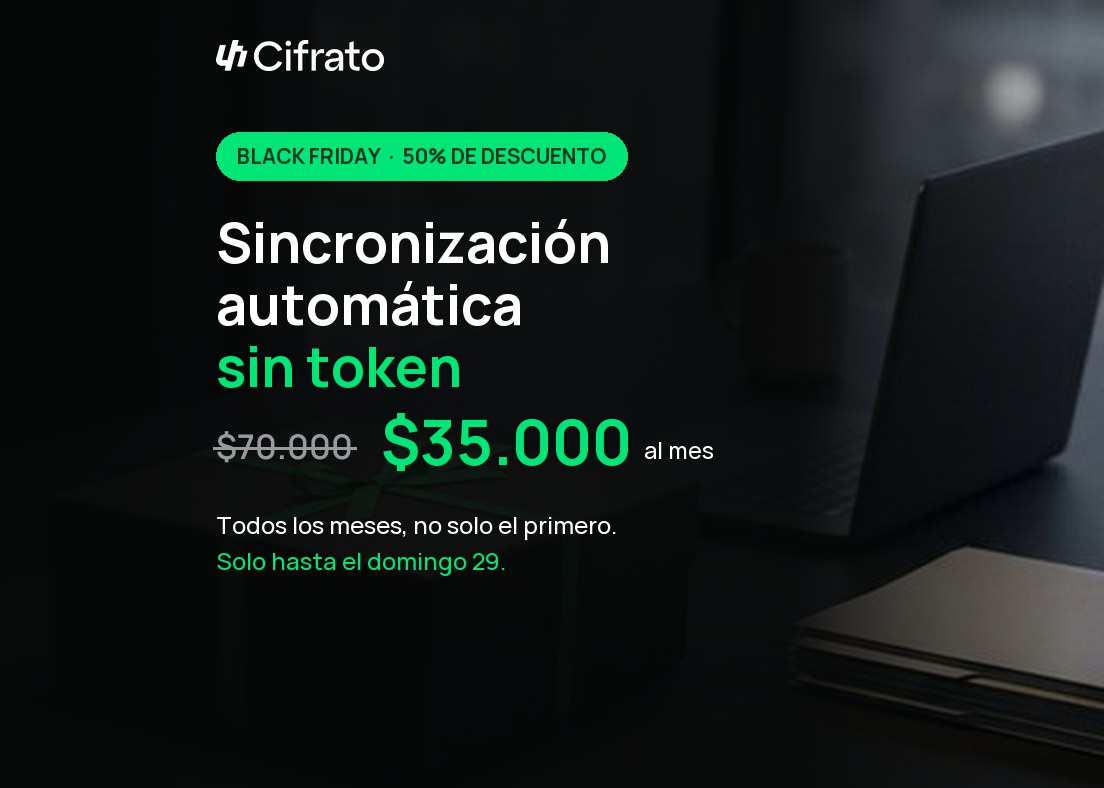 Cifrato
BLACK FRIDAY · 50% DE DESCUENTO
Sincronización
automática
sin token
$70.000 $35.000 al mes
Todos los meses, no solo el primero.
Solo hasta el domingo 29.